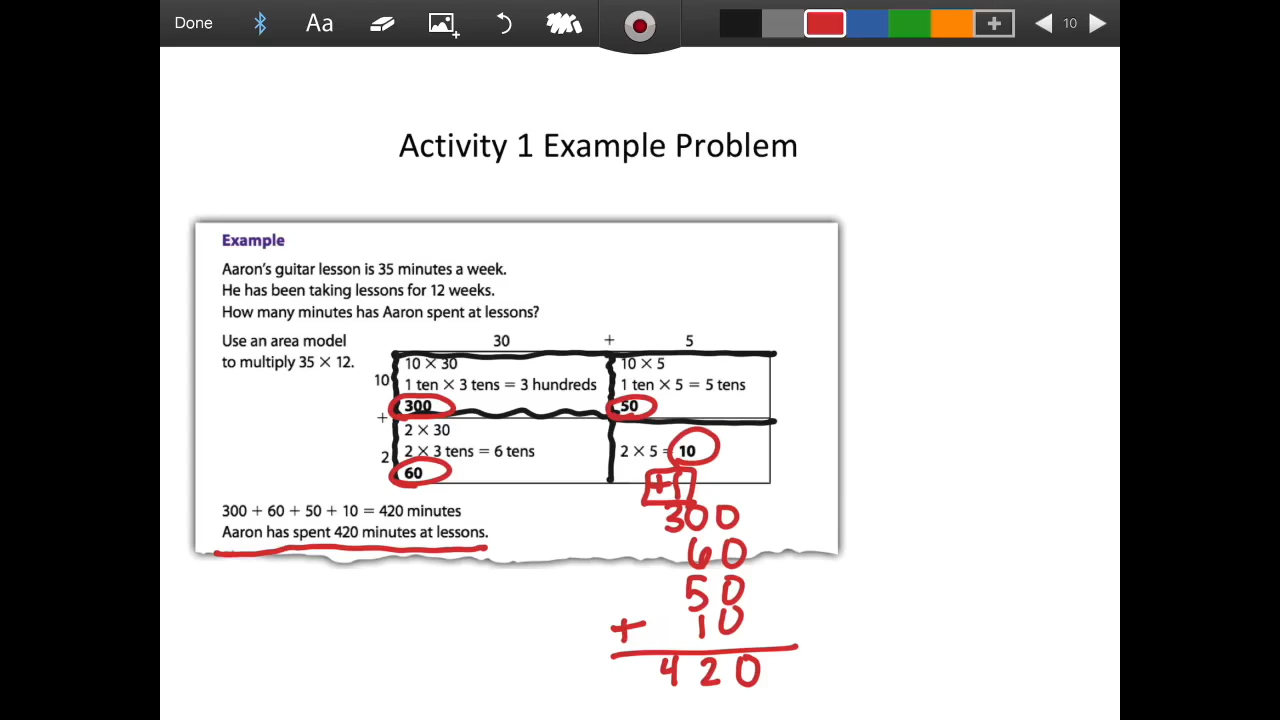 Done Aa 10
Activity 1 Example Problem
Example
Aaron's guitar lesson is 35 minutes a week.
He has been taking lessons for 12 weeks.
How many minutes has Aaron spent at lessons?
Use an area model
to multiply 35 × 12.
30 + 5
10
10 × 30
1 ten × 3 tens = 3 hundreds
300
10 × 5
1 ten × 5 = 5 tens
50
+
2
2 × 30
2 × 3 tens = 6 tens
60
2 × 5 = 10
300 + 60 + 50 + 10 = 420 minutes
Aaron has spent 420 minutes at lessons.
+1
300
60
50
+ 10
420